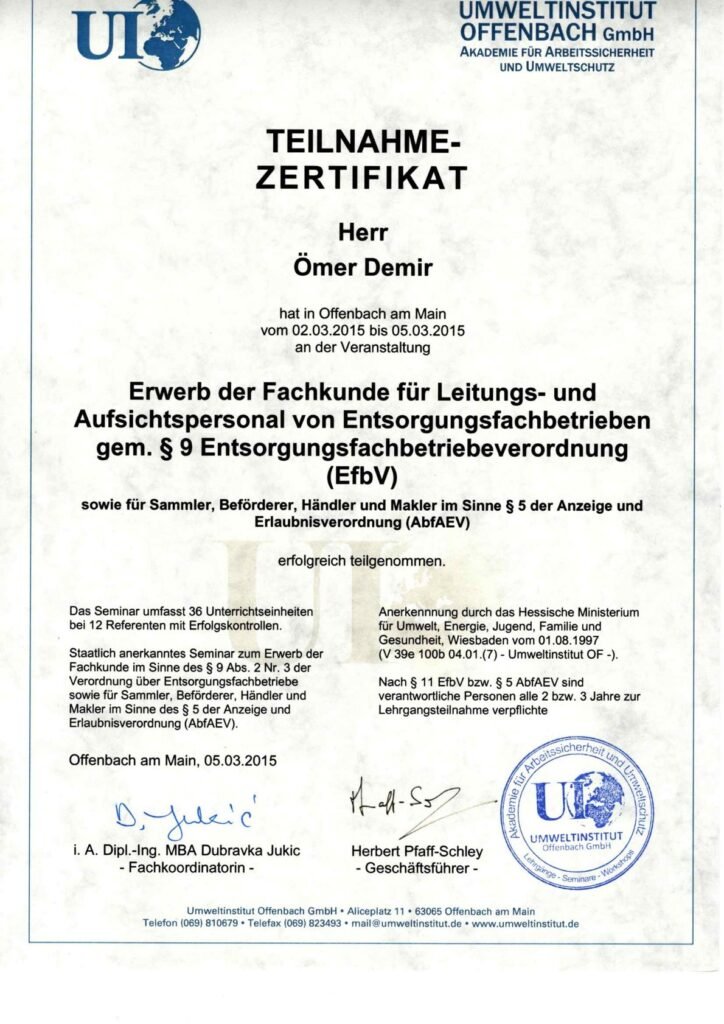 UI
UMWELTINSTITUT
OFFENBACH GmbH
AKADEMIE FÜR ARBEITSSICHERHEIT
UND UMWELTSCHUTZ
TEILNAHME-
ZERTIFIKAT
Herr
Ömer Demir
hat in Offenbach am Main
vom 02.03.2015 bis 05.03.2015
an der Veranstaltung
Erwerb der Fachkunde für Leitungs- und
Aufsichtspersonal von Entsorgungsfachbetrieben
gem. § 9 Entsorgungsfachbetriebeverordnung
(EfbV)
sowie für Sammler, Beförderer, Händler und Makler im Sinne § 5 der Anzeige und
Erlaubnisverordnung (AbfAEV)
UI
erfolgreich teilgenommen.
Das Seminar umfasst 36 Unterrichtseinheiten
bei 12 Referenten mit Erfolgskontrollen.
Staatlich anerkanntes Seminar zum Erwerb der
Fachkunde im Sinne des § 9 Abs. 2 Nr. 3 der
Verordnung über Entsorgungsfachbetriebe
sowie für Sammler, Beförderer, Händler und
Makler im Sinne des § 5 der Anzeige und
Erlaubnisverordnung (AbfAEV).
Anerkennnung durch das Hessische Ministerium
für Umwelt, Energie, Jugend, Familie und
Gesundheit, Wiesbaden vom 01.08.1997
(V 39e 100b 04.01.(7) - Umweltinstitut OF -).
Nach § 11 EfbV bzw. § 5 AbfAEV sind
verantwortliche Personen alle 2 bzw. 3 Jahre zur
Lehrgangsteilnahme verpflichte
Offenbach am Main, 05.03.2015
D. Jukić
i. A. Dipl.-Ing. MBA Dubravka Jukic
- Fachkoordinatorin -
Herbert Pfaff-Schley
- Geschäftsführer -
Akademie für Arbeitssicherheit und Umweltschutz
UI
UMWELTINSTITUT
Offenbach GmbH
Lehrgänge - Seminare - Workshops
Umweltinstitut Offenbach GmbH • Aliceplatz 11 • 63065 Offenbach am Main
Telefon (069) 810679 • Telefax (069) 823493 • mail@umweltinstitut.de • www.umweltinstitut.de